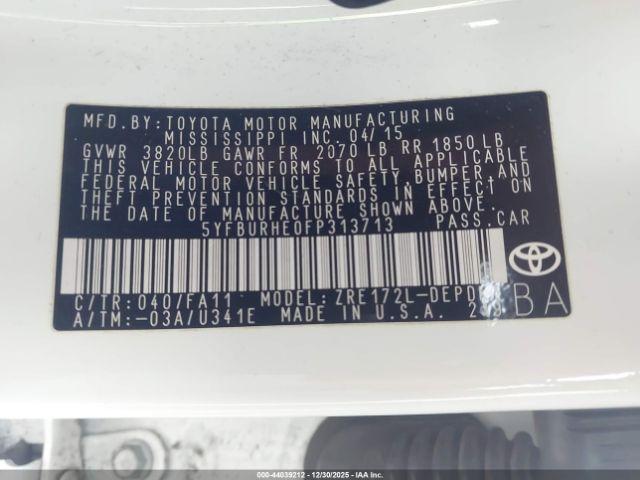 MFD. BY: TOYOTA MOTOR MANUFACTURING
MISSISSIPPI INC. 04/15
GVWR 3820LB GAWR FR 2070 LB RR 1850 LB
THIS VEHICLE CONFORMS TO ALL APPLICABLE
FEDERAL MOTOR VEHICLE SAFETY, BUMPER, AND
THEFT PREVENTION STANDARDS IN EFFECT ON
THE DATE OF MANUFACTURE SHOWN ABOVE.
5YFBURHE0FP313713 PASS. CAR
C/TR: 040/FA11 MODEL: ZRE172L-
A/TM: -03A/U341E MADE IN U.S.A.
BA
000-44039212 - 12/30/2025 - IAAI.COM